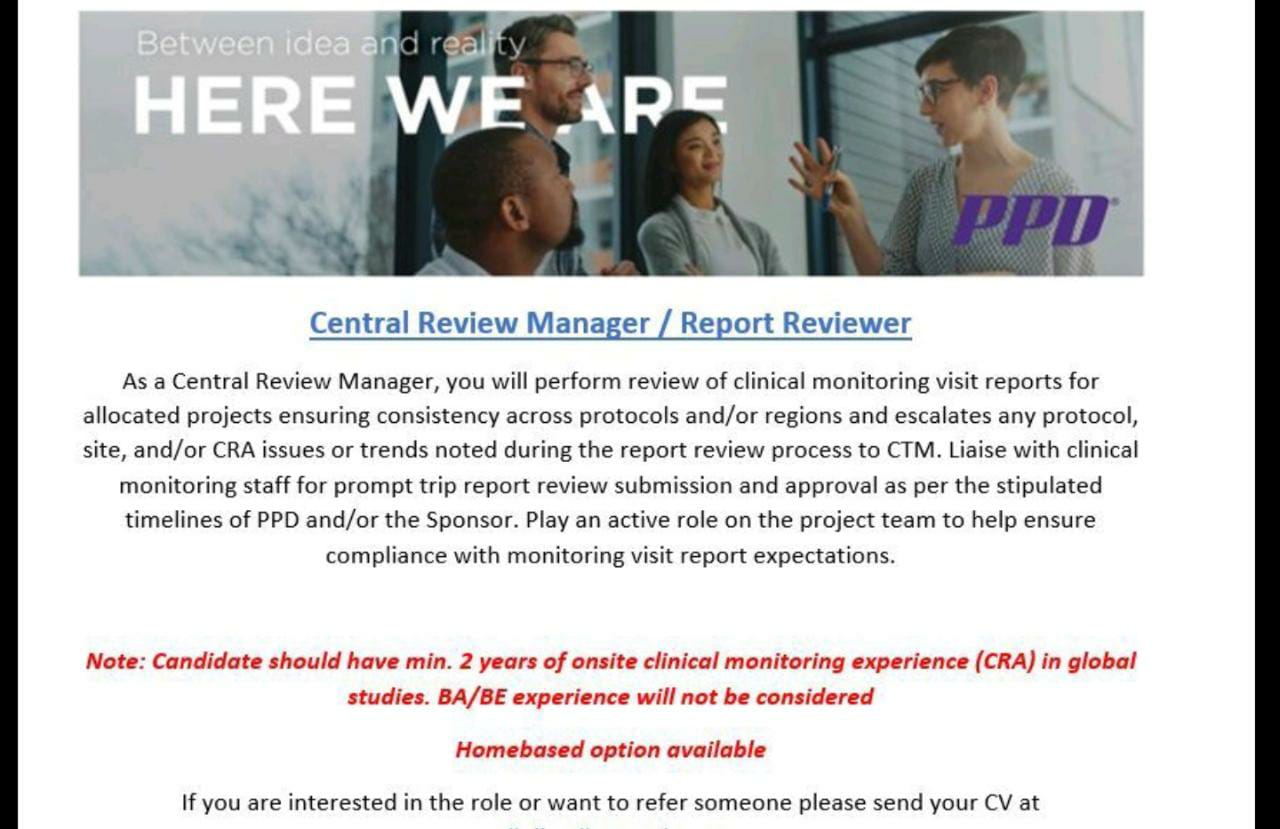 Between idea and reality
HERE WE ARE
PPD®
Central Review Manager / Report Reviewer
As a Central Review Manager, you will perform review of clinical monitoring visit reports for
allocated projects ensuring consistency across protocols and/or regions and escalates any protocol,
site, and/or CRA issues or trends noted during the report review process to CTM. Liaise with clinical
monitoring staff for prompt trip report review submission and approval as per the stipulated
timelines of PPD and/or the Sponsor. Play an active role on the project team to help ensure
compliance with monitoring visit report expectations.
Note: Candidate should have min. 2 years of onsite clinical monitoring experience (CRA) in global
studies. BA/BE experience will not be considered
Homebased option available
If you are interested in the role or want to refer someone please send your CV at